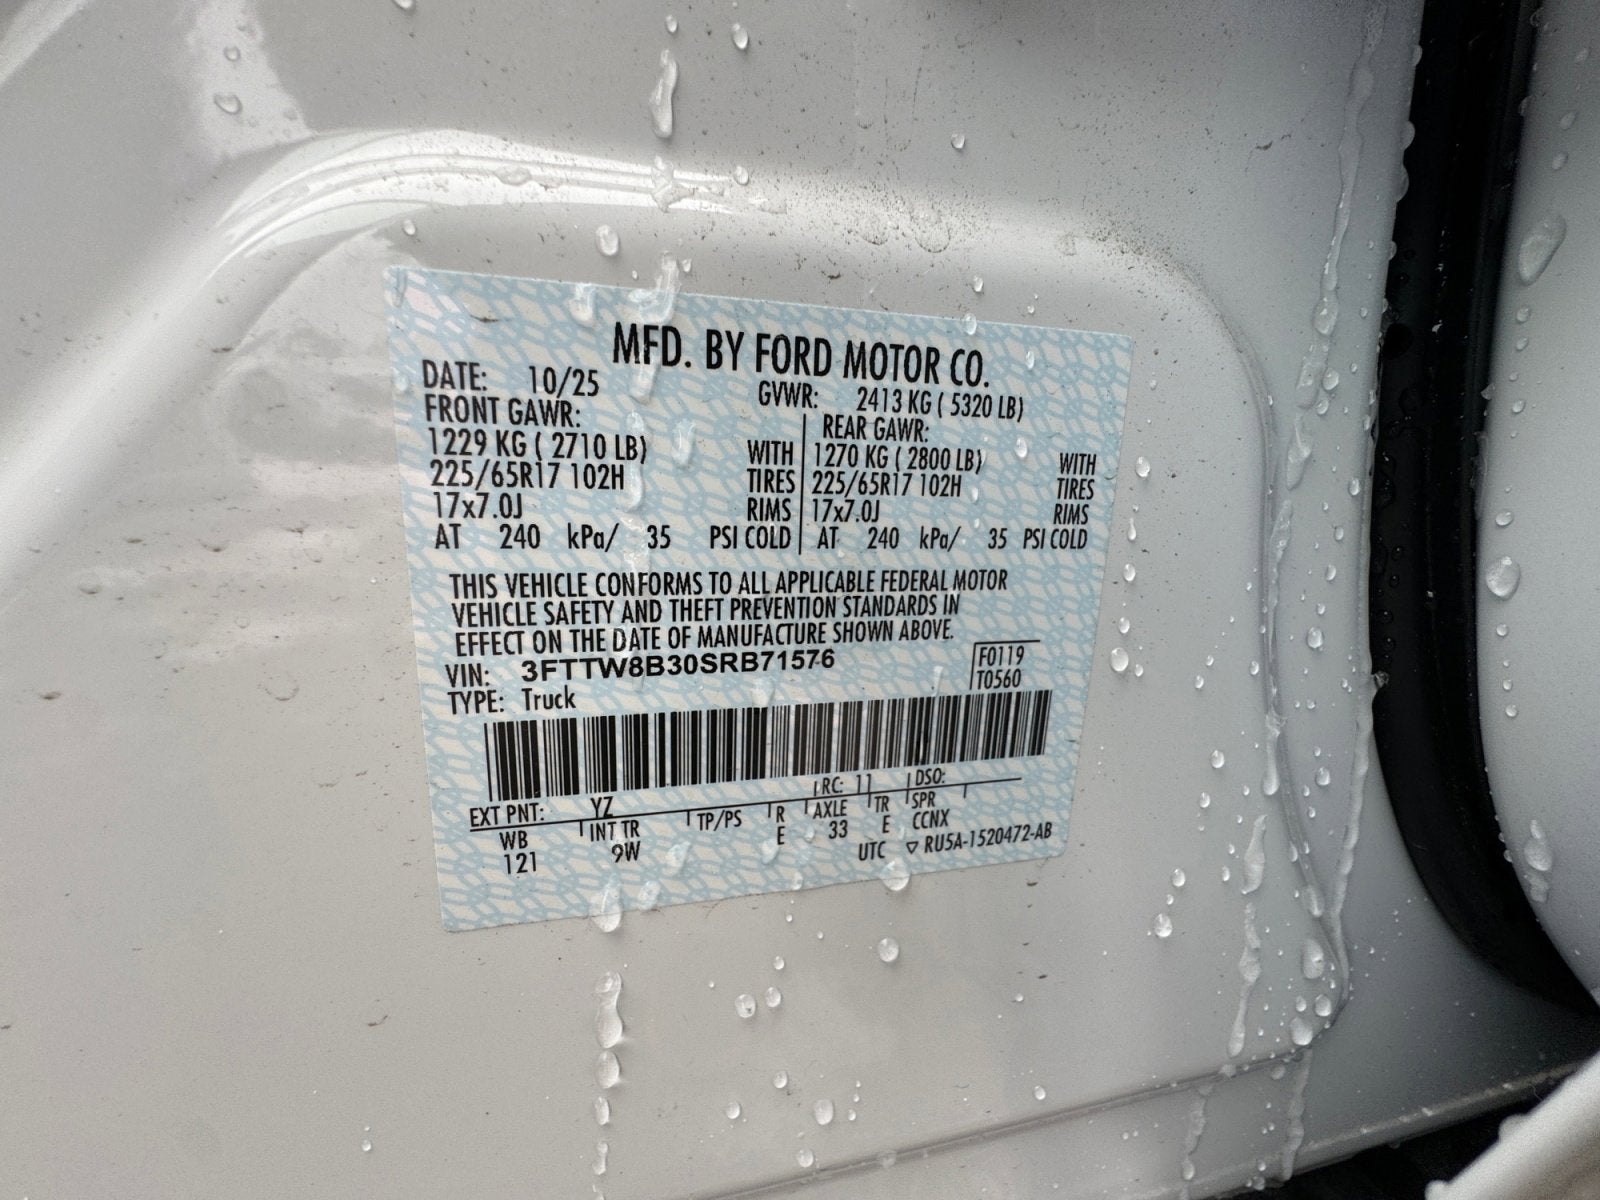 MFD. BY FORD MOTOR CO.
DATE: 10/25 GVWR: 2413 KG ( 5320 LB)
FRONT GAWR: REAR GAWR:
1229 KG ( 2710 LB) WITH 1270 KG ( 2800 LB) WITH
225/65R17 102H TIRES 225/65R17 102H TIRES
17x7.0J RIMS 17x7.0J RIMS
AT 240 kPa/ 35 PSI COLD AT 240 kPa/ 35 PSI COLD
THIS VEHICLE CONFORMS TO ALL APPLICABLE FEDERAL MOTOR
VEHICLE SAFETY AND THEFT PREVENTION STANDARDS IN
EFFECT ON THE DATE OF MANUFACTURE SHOWN ABOVE.
VIN: 3FTTW8B30SRB71576 F0119
TYPE: Truck T0560
EXT PNT: YZ RC: 11 DSO:
WB INT TR TP/PS R AXLE TR SPR
121 9W E 33 E CCNX
UTC ▽ RU5A-1520472-AB